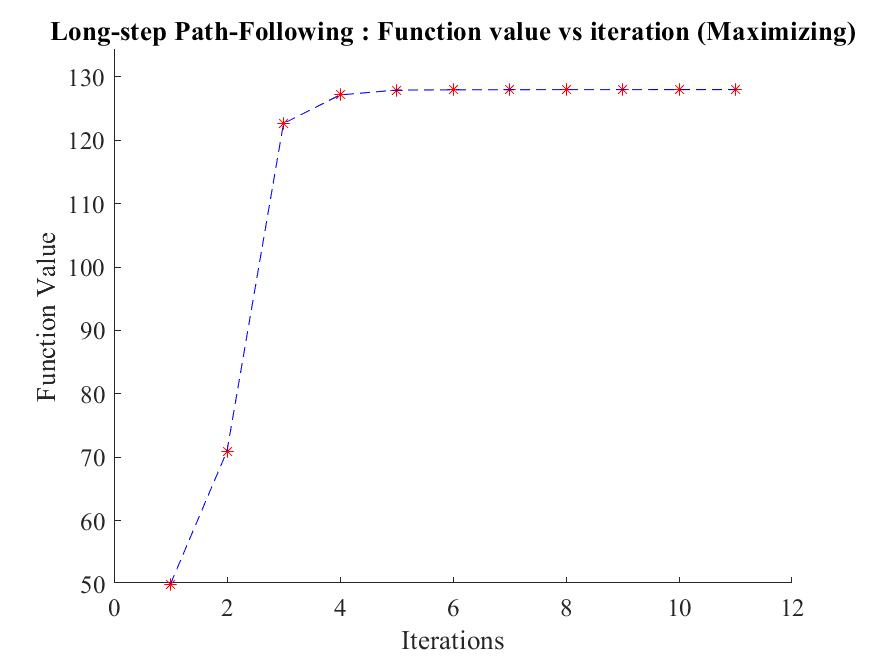 Long-step Path-Following : Function value vs iteration (Maximizing)
130
120
110
100
90
80
70
60
50
Function Value
0 2 4 6 8 10 12
Iterations